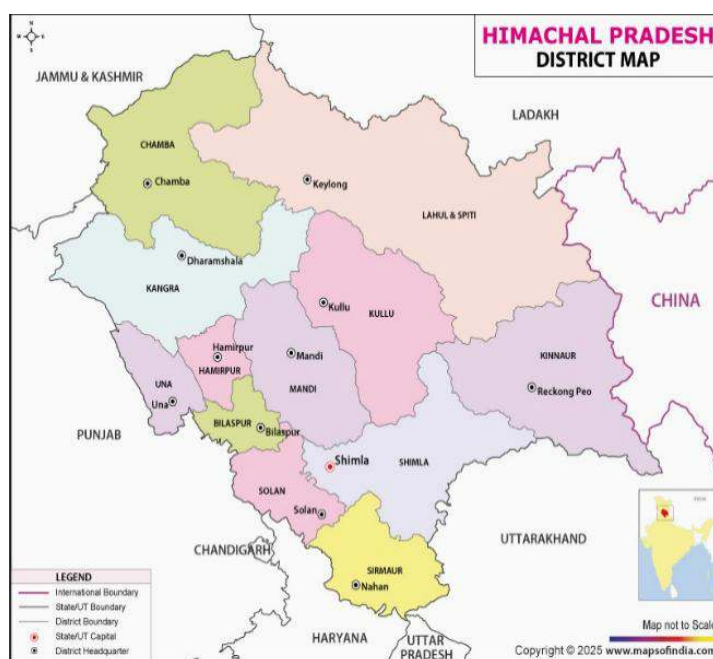 HIMACHAL PRADESH
DISTRICT MAP
N
JAMMU & KASHMIR
LADAKH
CHAMBA
Chamba
Keylong
LAHUL & SPITI
Dharamshala
KANGRA
Kullu
KULLU
CHINA
Hamirpur
HAMIRPUR
Mandi
MANDI
KINNAUR
Reckong Peo
UNA
Una
BILASPUR
Bilaspur
PUNJAB
Shimla
SHIMLA
SOLAN
Solan
CHANDIGARH
UTTARAKHAND
SIRMAUR
Nahan
HARYANA
UTTAR
PRADESH
LEGEND
International Boundary
State/UT Boundary
District Boundary
State/UT Capital
District Headquarter
Map not to Scale
Copyright © 2025 www.mapsofindia.com